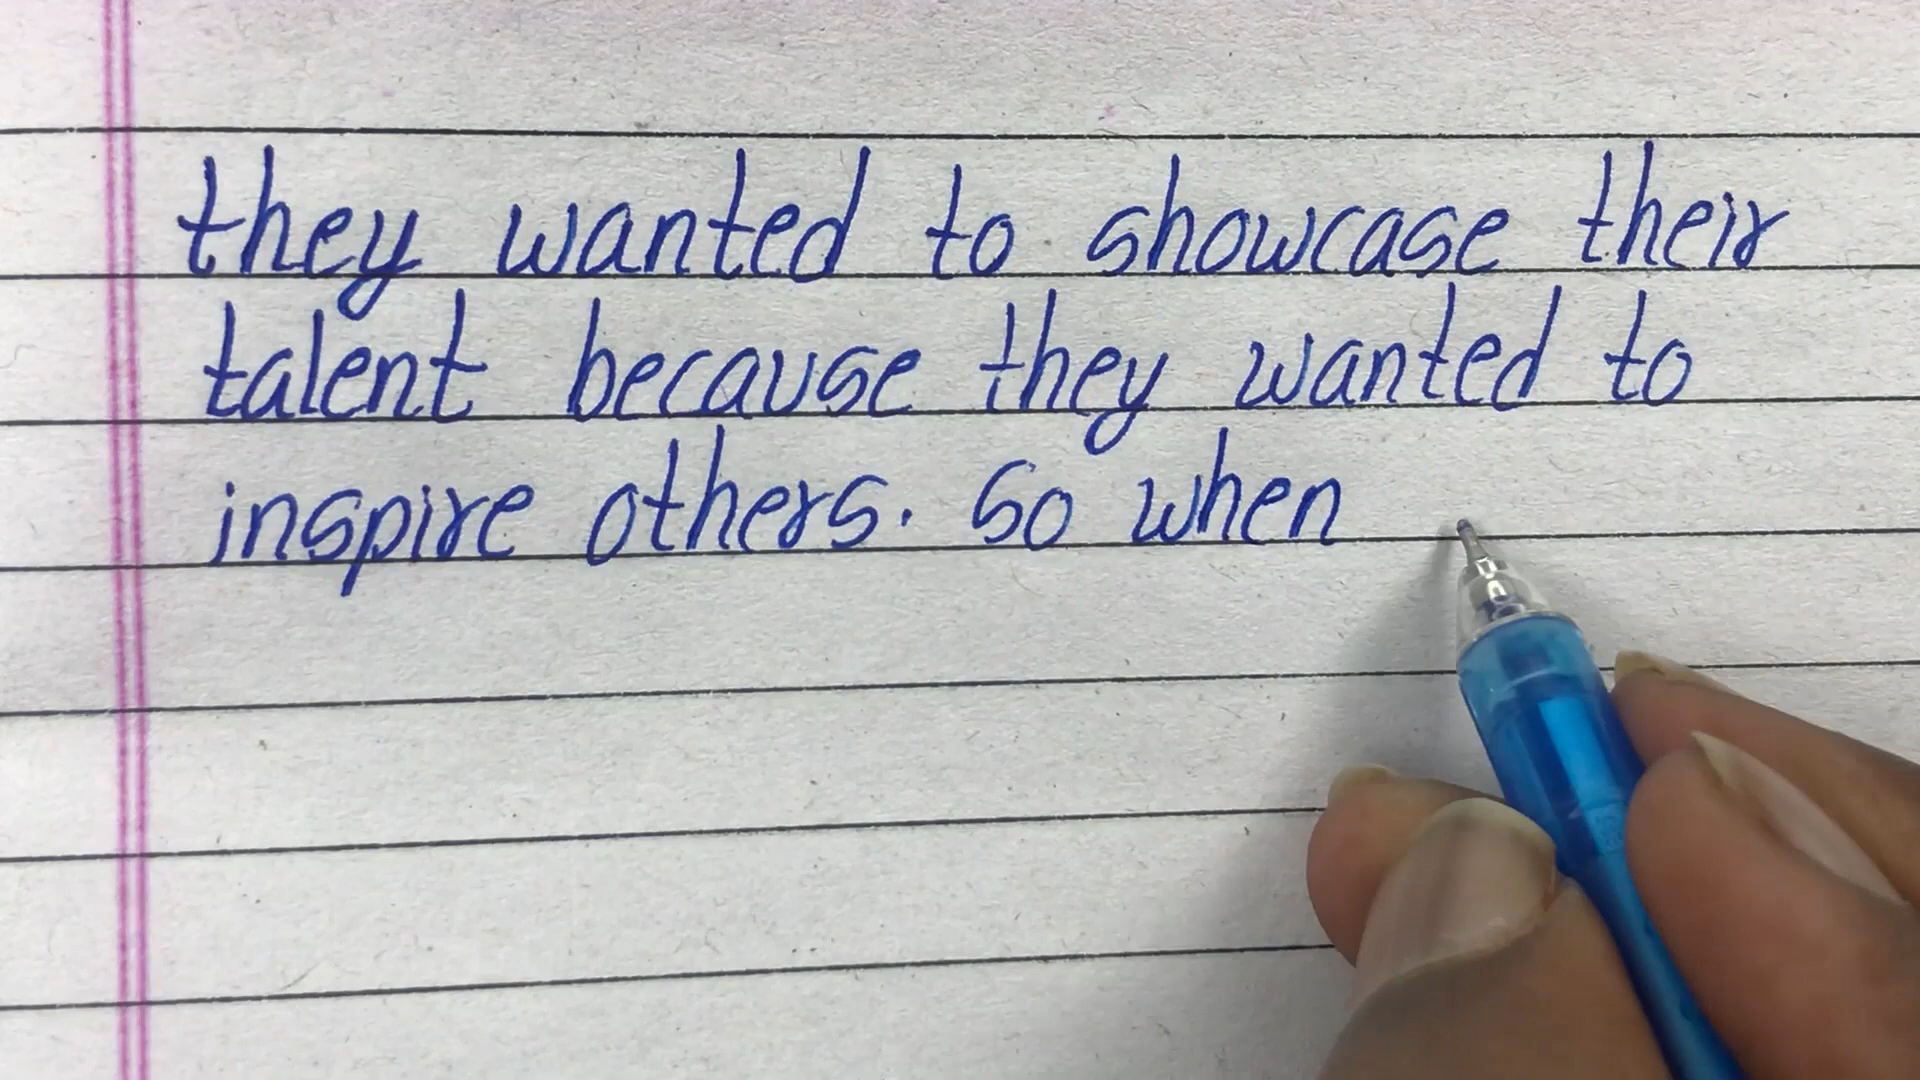 they wanted to showcase their
talent because they wanted to
inspire others. So when